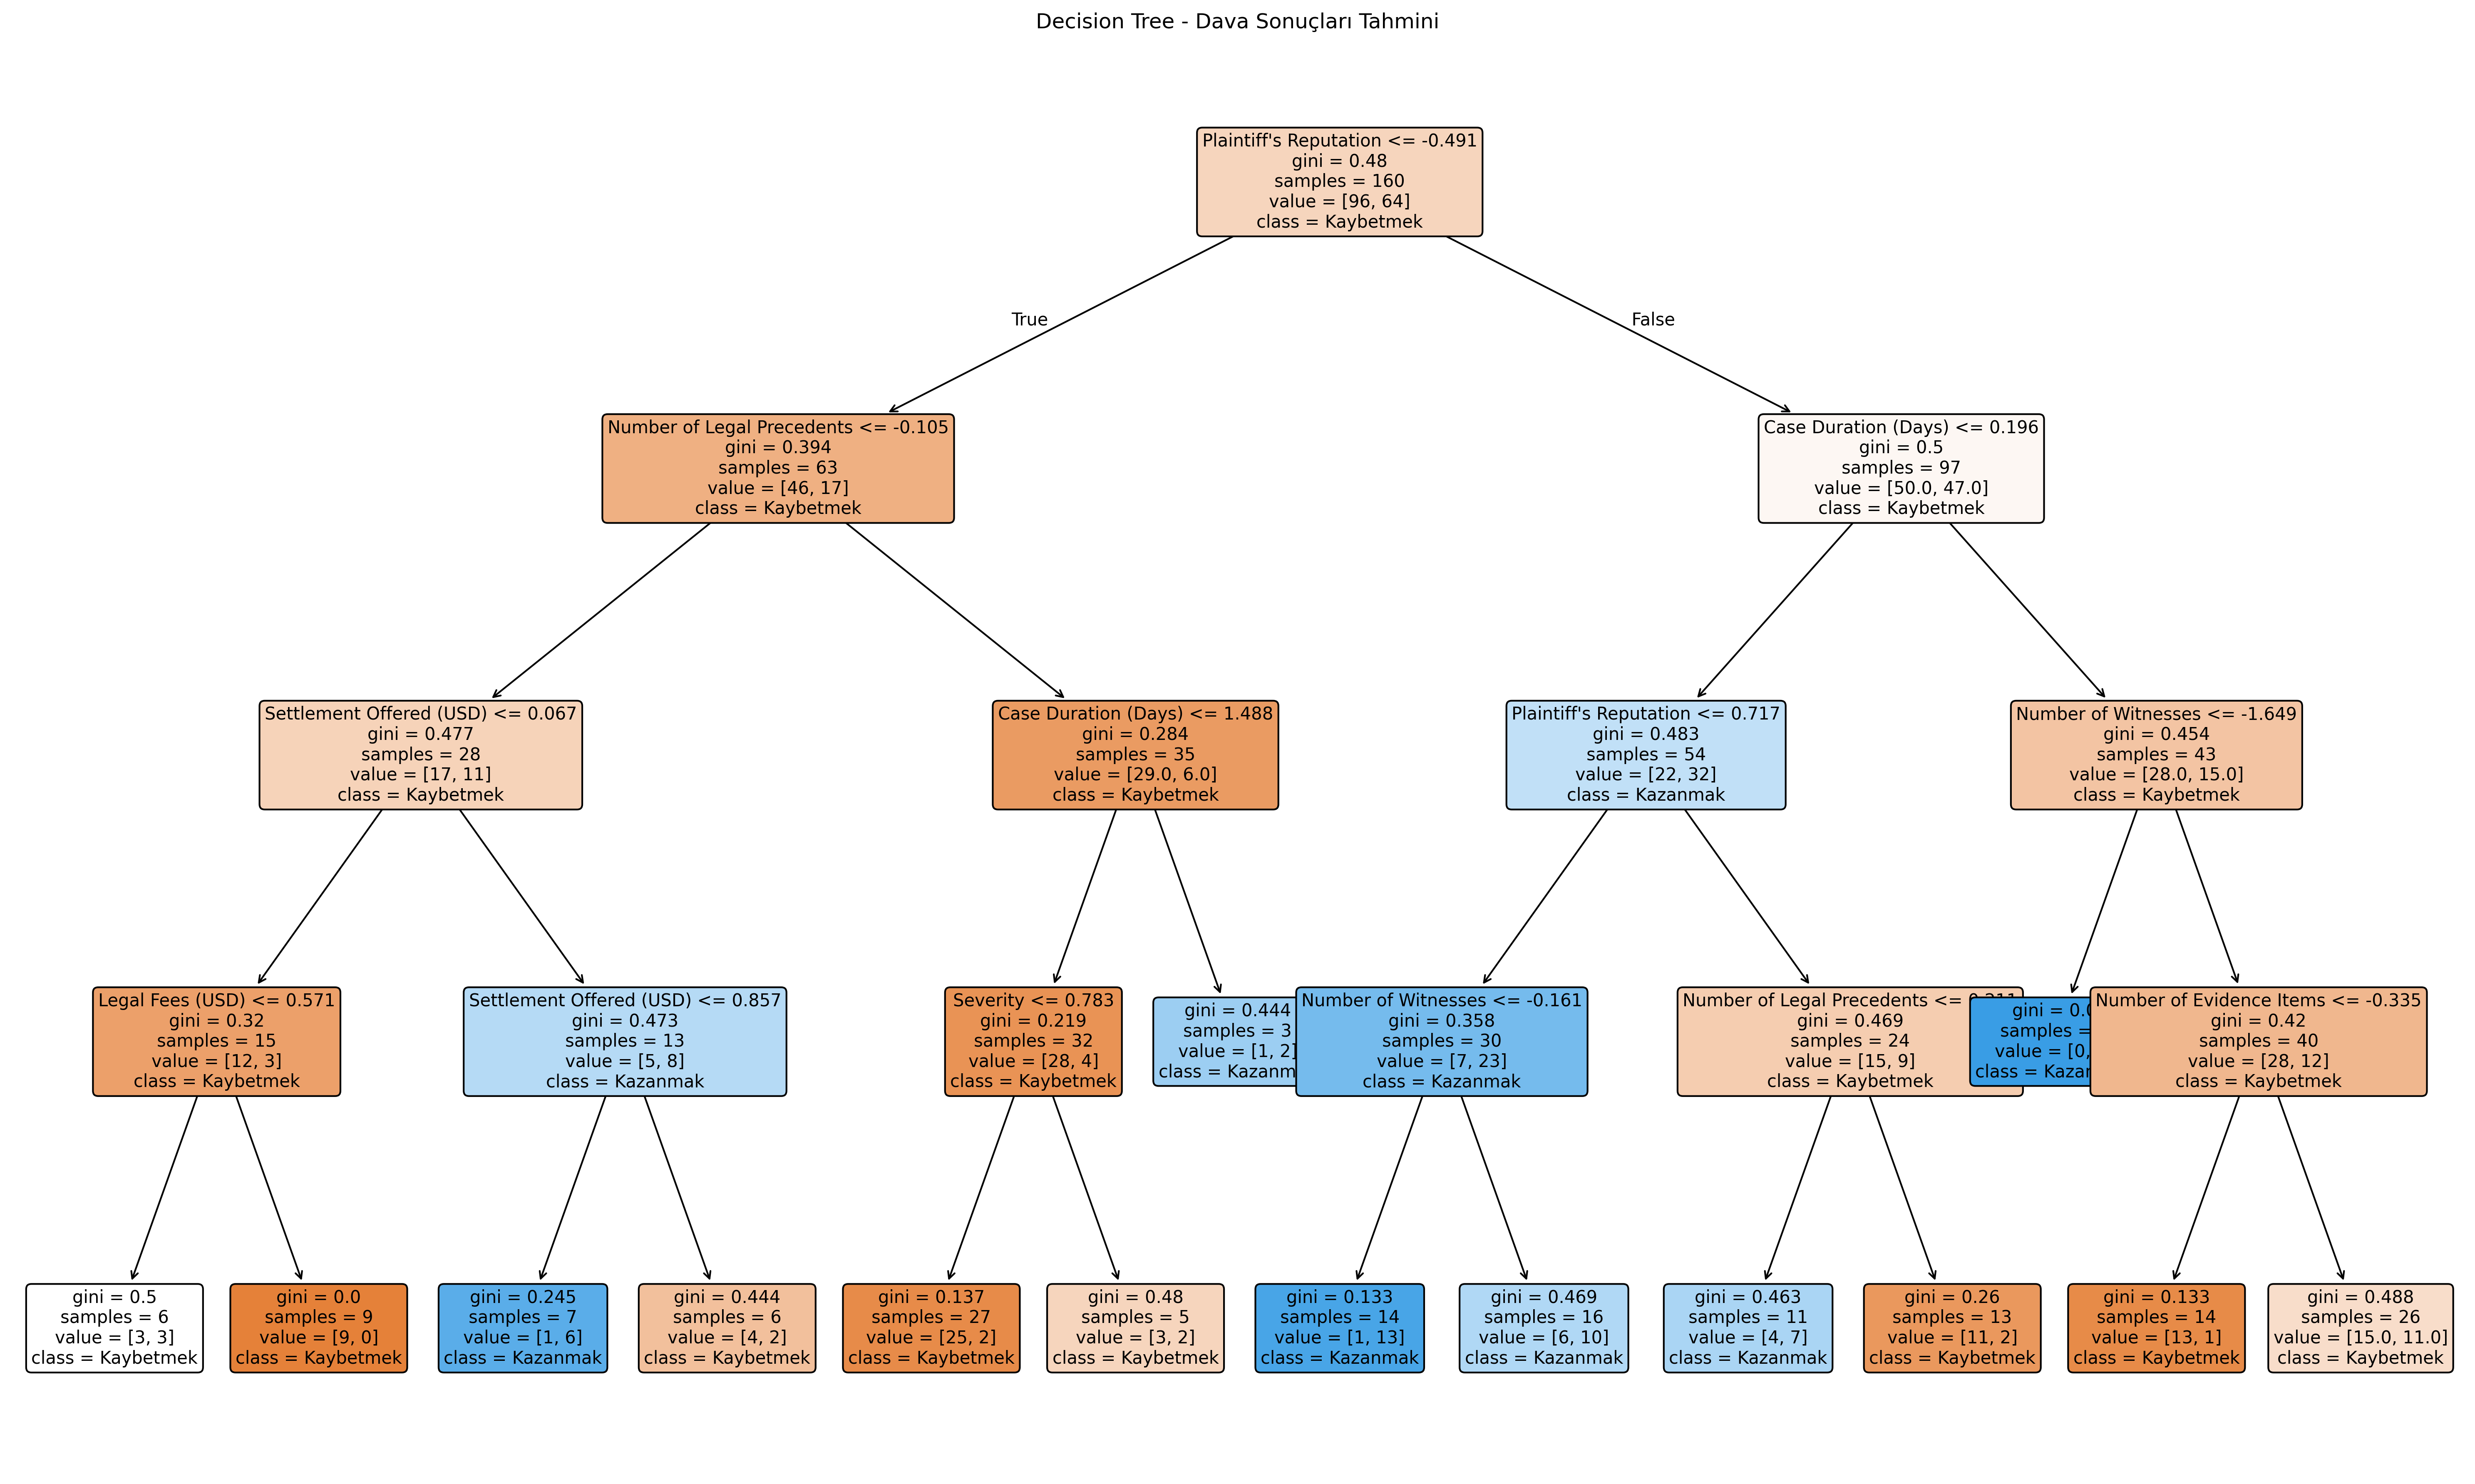 Decision Tree - Dava Sonuçları Tahmini
Plaintiff's Reputation <= -0.491
gini = 0.48
samples = 160
value = [96, 64]
class = Kaybetmek
True
False
Number of Legal Precedents <= -0.105
gini = 0.394
samples = 63
value = [46, 17]
class = Kaybetmek
Case Duration (Days) <= 0.196
gini = 0.5
samples = 97
value = [50.0, 47.0]
class = Kaybetmek
Settlement Offered (USD) <= 0.067
gini = 0.477
samples = 28
value = [17, 11]
class = Kaybetmek
Case Duration (Days) <= 1.488
gini = 0.284
samples = 35
value = [29.0, 6.0]
class = Kaybetmek
Plaintiff's Reputation <= 0.717
gini = 0.483
samples = 54
value = [22, 32]
class = Kazanmak
Number of Witnesses <= -1.649
gini = 0.454
samples = 43
value = [28.0, 15.0]
class = Kaybetmek
Legal Fees (USD) <= 0.571
gini = 0.32
samples = 15
value = [12, 3]
class = Kaybetmek
Settlement Offered (USD) <= 0.857
gini = 0.473
samples = 13
value = [5, 8]
class = Kazanmak
Severity <= 0.783
gini = 0.219
samples = 32
value = [28, 4]
class = Kaybetmek
gini = 0.444
samples = 3
value = [1, 2]
class =
Number of Witnesses <= -0.161
gini = 0.358
samples = 30
value = [7, 23]
class = Kazanmak
Number of Legal Precedents <=
gini = 0.469
samples = 24
value = [15, 9]
class = Kaybetmek
gini =
samples =
value = [0,
class =
Number of Evidence Items <= -0.335
gini = 0.42
samples = 40
value = [28, 12]
class = Kaybetmek
gini = 0.5
samples = 6
value = [3, 3]
class = Kaybetmek
gini = 0.0
samples = 9
value = [9, 0]
class = Kaybetmek
gini = 0.245
samples = 7
value = [1, 6]
class = Kazanmak
gini = 0.444
samples = 6
value = [4, 2]
class = Kaybetmek
gini = 0.137
samples = 27
value = [25, 2]
class = Kaybetmek
gini = 0.48
samples = 5
value = [3, 2]
class = Kaybetmek
gini = 0.133
samples = 14
value = [1, 13]
class = Kazanmak
gini = 0.469
samples = 16
value = [6, 10]
class = Kazanmak
gini = 0.463
samples = 11
value = [4, 7]
class = Kazanmak
gini = 0.26
samples = 13
value = [11, 2]
class = Kaybetmek
gini = 0.133
samples = 14
value = [13, 1]
class = Kaybetmek
gini = 0.488
samples = 26
value = [15.0, 11.0]
class = Kaybetmek